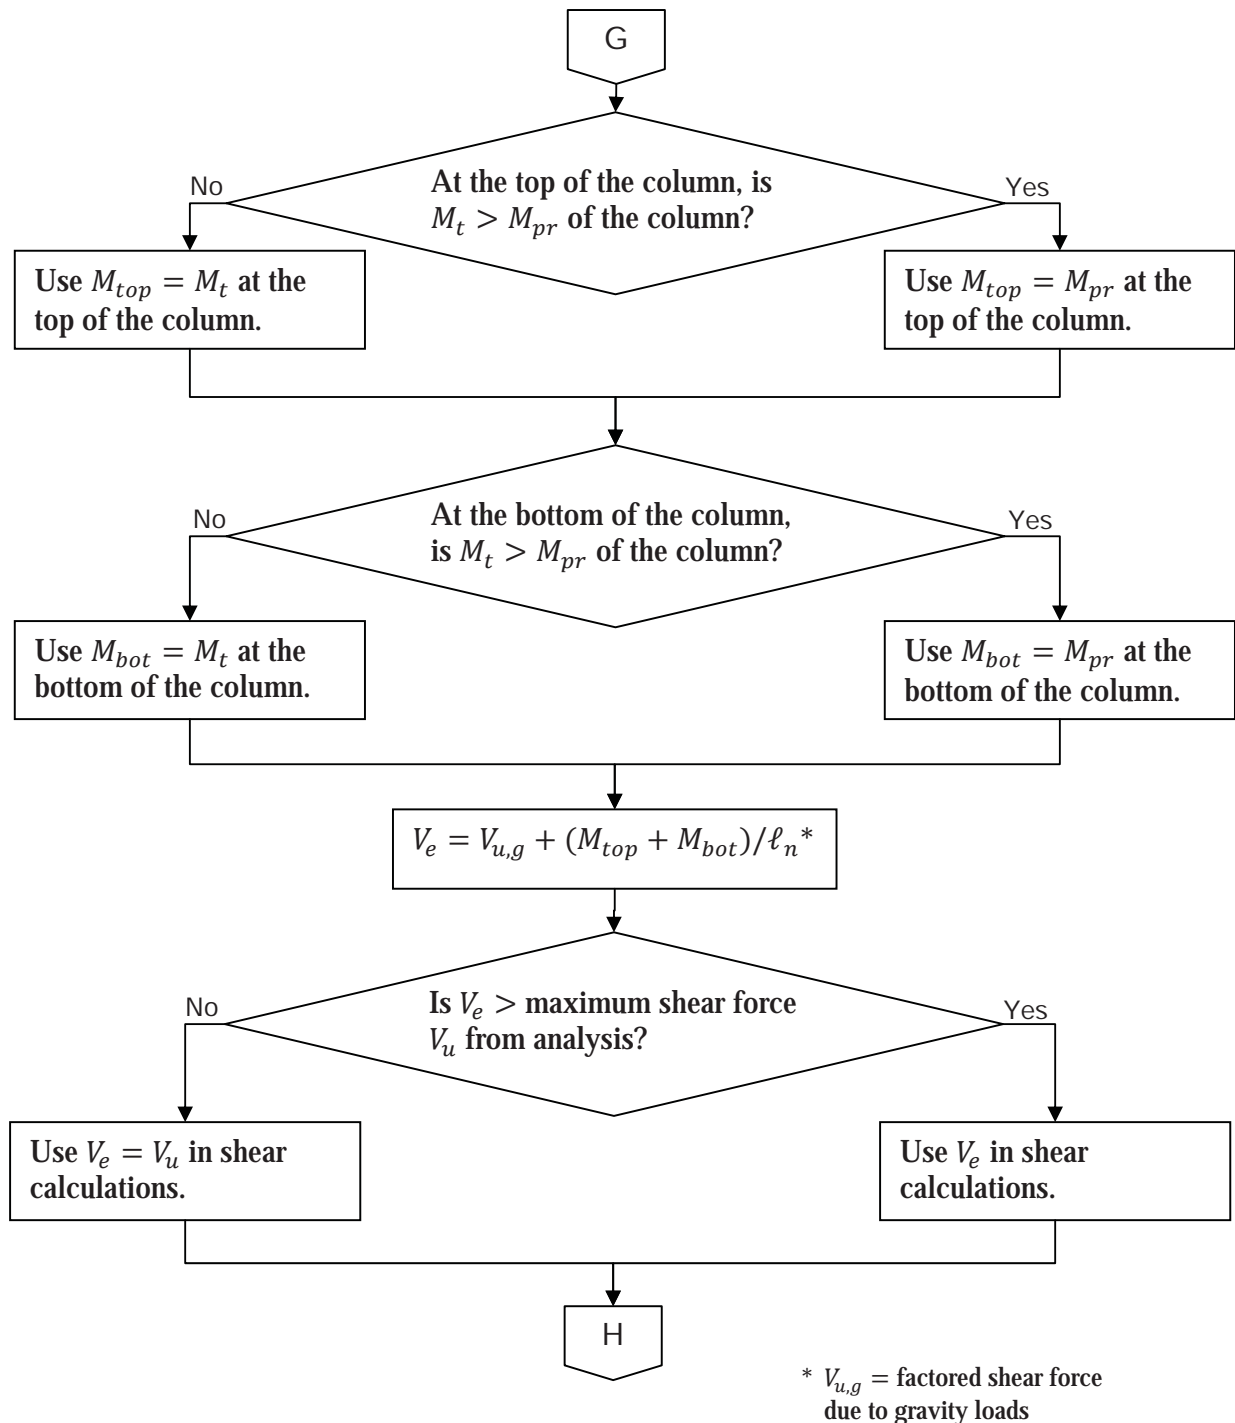 G
At the top of the column, is
No
Yes
M_t > M_pr of the column?
Use M_top = M_t at the
top of the column.
Use M_top = M_pr at the
top of the column.
At the bottom of the column,
No
Yes
is M_t > M_pr of the column?
Use M_bot = M_t at the
bottom of the column.
Use M_bot = M_pr at
bottom of the column.
V_e = V_u,g + (M_top + M_bot)/ℓ_n*
Is V_e > maximum shear force
No
Yes
V_u from analysis?
Use V_e = V_u in shear
calculations.
Use V_e in shear
calculations.
H
* V_u,g = factored shear force
due to gravity loads